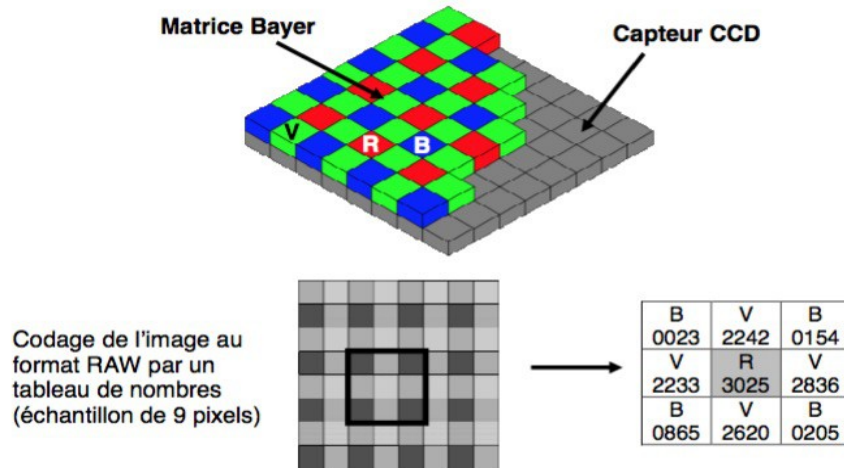 Matrice Bayer
Capteur CCD
V
R
B
Codage de l'image au
format RAW par un
tableau de nombres
(échantillon de 9 pixels)
B V B
0023 2242 0154
V R V
2233 3025 2836
B V B
0865 2620 0205